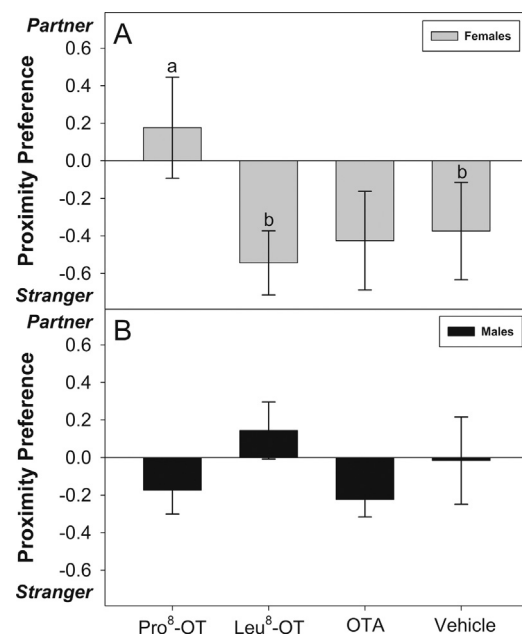 Partner
A
Females
0.6
0.4
0.2
0.0
-0.2
-0.4
-0.6
Proximity Preference
a
b
b
Stranger
Partner
B
Males
0.6
0.4
0.2
0.0
-0.2
-0.4
-0.6
Proximity Preference
Stranger
Pro⁸-OT Leu⁸-OT OTA Vehicle